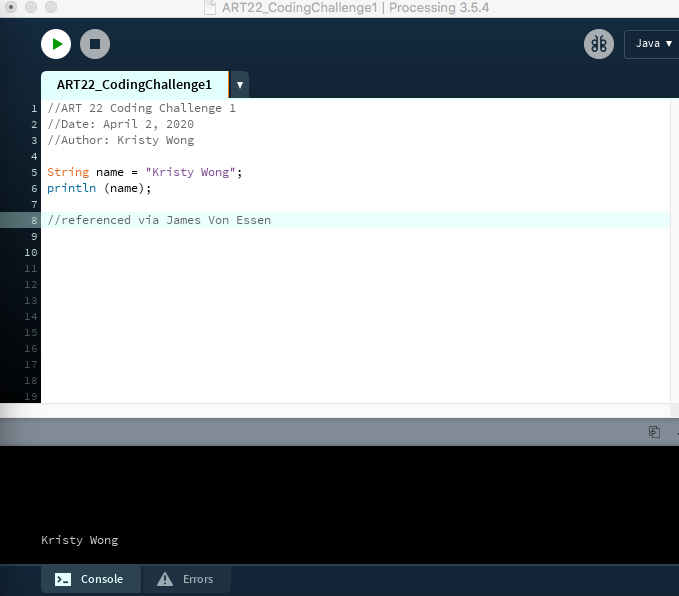 ART22_CodingChallenge1 | Processing 3.5.4
Java ▾
ART22_CodingChallenge1 ▾
1 //ART 22 Coding Challenge 1
2 //Date: April 2, 2020
3 //Author: Kristy Wong
4
5 String name = "Kristy Wong";
6 println (name);
7
8 //referenced via James Von Essen
9
10
11
12
13
14
15
16
17
18
19
Kristy Wong
Console Errors